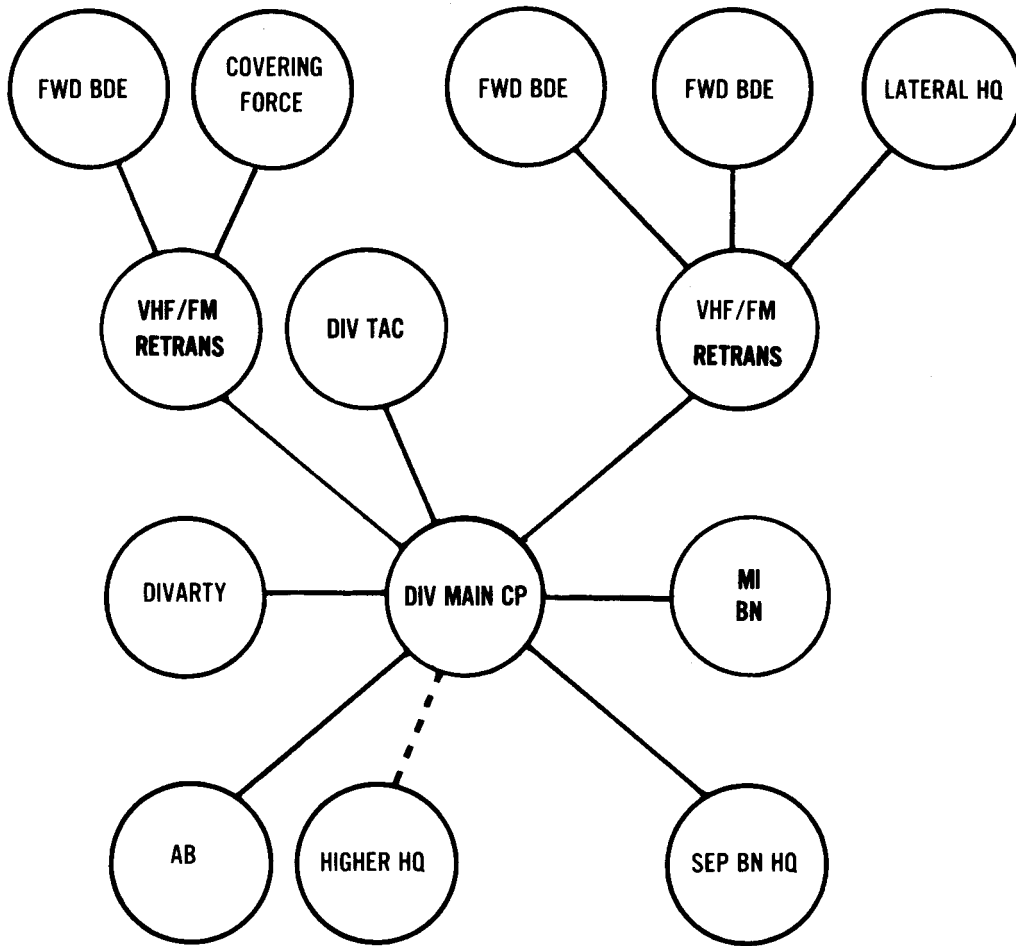 FWD BDE
COVERING
FORCE
FWD BDE
FWD BDE
LATERAL HQ
VHF/FM
RETRANS
DIV TAC
VHF/FM
RETRANS
DIVARTY
DIV MAIN CP
MI
BN
AB
HIGHER HQ
SEP BN HQ